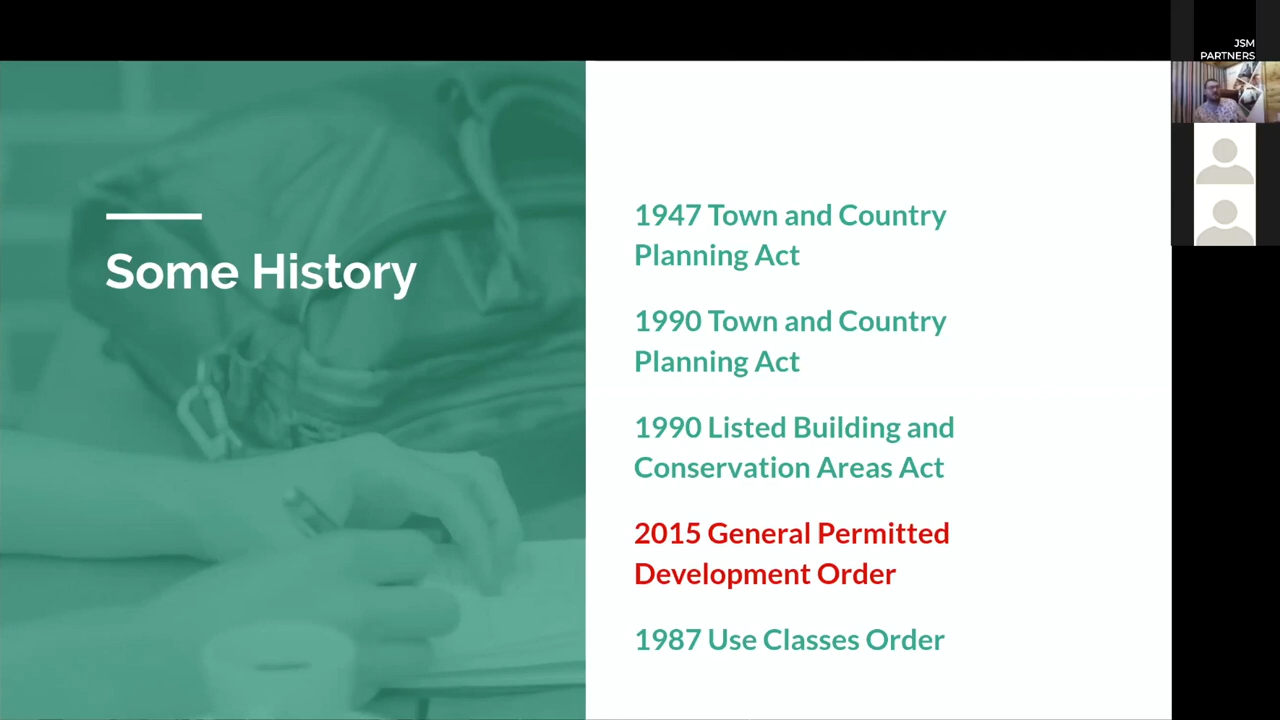 JSM
PARTNERS
Some History
1947 Town and Country
Planning Act
1990 Town and Country
Planning Act
1990 Listed Building and
Conservation Areas Act
2015 General Permitted
Development Order
1987 Use Classes Order